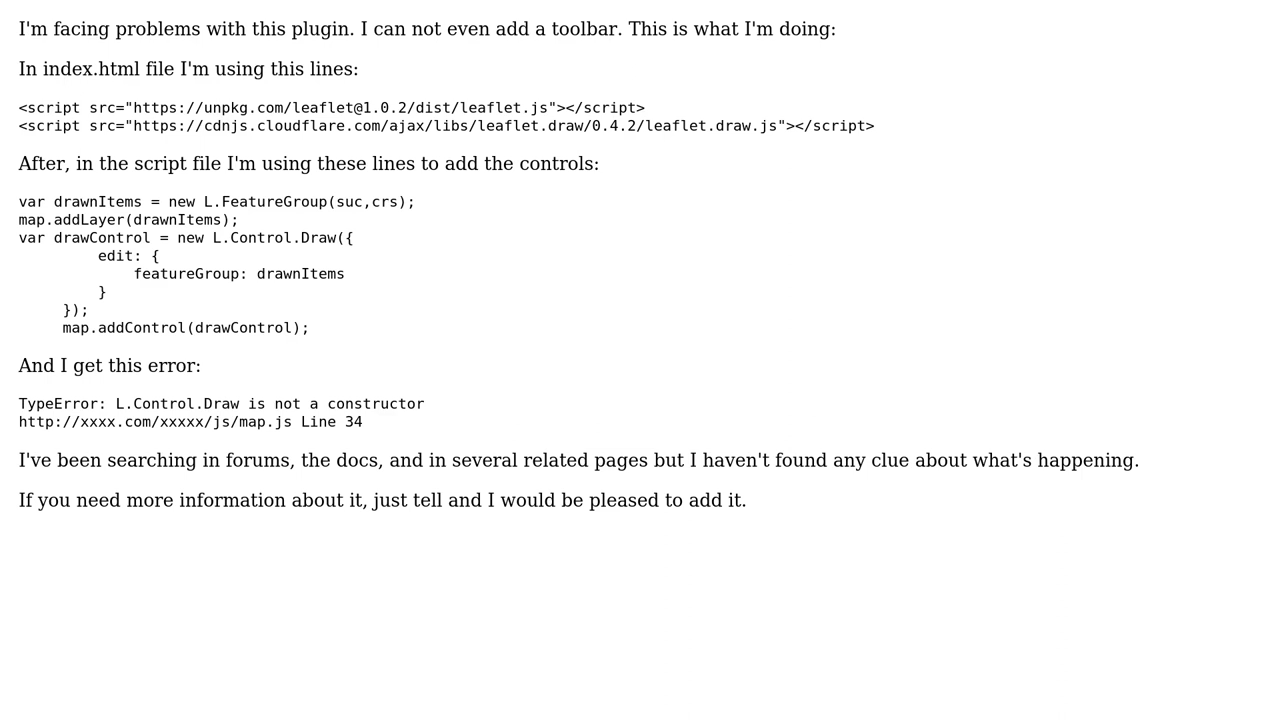 I'm facing problems with this plugin. I can not even add a toolbar. This is what I'm doing:
In index.html file I'm using this lines:
<script src="https://unpkg.com/leaflet@1.0.2/dist/leaflet.js"></script>
<script src="https://cdnjs.cloudflare.com/ajax/libs/leaflet.draw/0.4.2/leaflet.draw.js"></script>
After, in the script file I'm using these lines to add the controls:
var drawnItems = new L.FeatureGroup(suc,crs);
map.addLayer(drawnItems);
var drawControl = new L.Control.Draw({
         edit: {
             featureGroup: drawnItems
         }
     });
     map.addControl(drawControl);
And I get this error:
TypeError: L.Control.Draw is not a constructor
http://xxxx.com/xxxxx/js/map.js Line 34
I've been searching in forums, the docs, and in several related pages but I haven't found any clue about what's happening.
If you need more information about it, just tell and I would be pleased to add it.